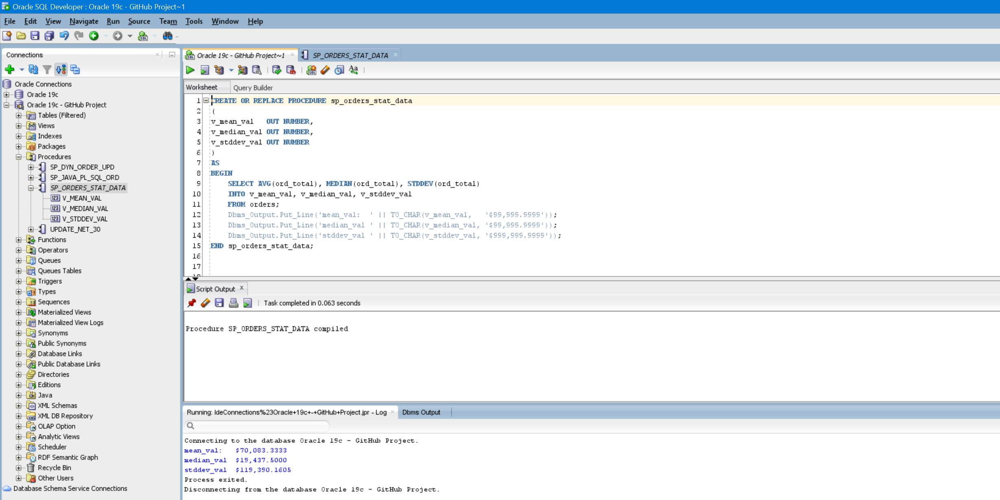 Oracle SQL Developer : Oracle 19c - GitHub Project~1
File Edit View Navigate Run Source Team Tools Window Help
Connections
Oracle Connections
Oracle 19c
Oracle 19c - GitHub Project
Tables (Filtered)
Views
Indexes
Packages
Procedures
SP_DYN_ORDER_UPD
SP_JAVA_PL_SQL_ORD
SP_ORDERS_STAT_DATA
V_MEAN_VAL
V_MEDIAN_VAL
V_STDDEV_VAL
UPDATE_NET_30
Functions
Operators
Queues
Queues Tables
Triggers
Types
Sequences
Materialized Views
Materialized View Logs
Synonyms
Public Synonyms
Database Links
Public Database Links
Directories
Editions
Java
XML Schemas
XML DB Repository
OLAP Option
Analytic Views
Scheduler
RDF Semantic Graph
Recycle Bin
Other Users
Database Schema Service Connections
Oracle 19c - GitHub Project~1 SP_ORDERS_STAT_DATA
Worksheet Query Builder
1 CREATE OR REPLACE PROCEDURE sp_orders_stat_data
2 (
3 v_mean_val   OUT NUMBER,
4 v_median_val OUT NUMBER,
5 v_stddev_val OUT NUMBER
6 )
7 AS
8 BEGIN
9     SELECT AVG(ord_total), MEDIAN(ord_total), STDDEV(ord_total)
10     INTO v_mean_val, v_median_val, v_stddev_val
11     FROM orders;
12     Dbms_Output.Put_Line('mean_val:  ' || TO_CHAR(v_mean_val,   '$99,999.9999'));
13     Dbms_Output.Put_Line('median_val ' || TO_CHAR(v_median_val, '$99,999.9999'));
14     Dbms_Output.Put_Line('stddev_val ' || TO_CHAR(v_stddev_val, '$999,999.9999'));
15 END sp_orders_stat_data;
16
17
Script Output
Task completed in 0.063 seconds
Procedure SP_ORDERS_STAT_DATA compiled
Running: IdeConnections%23Oracle+19c+-+GitHub+Project.jpr - Log Dbms Output
Connecting to the database Oracle 19c - GitHub Project.
mean_val:   $70,083.3333
median_val  $19,437.5000
stddev_val  $119,390.1605
Process exited.
Disconnecting from the database Oracle 19c - GitHub Project.